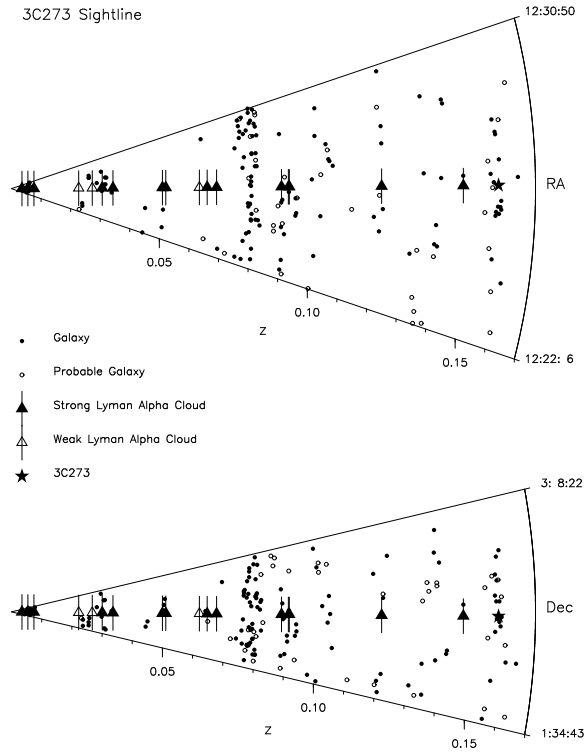 3C273 Sightline
12:30:50
RA
0.05
0.10
0.15
z
12:22: 6
Galaxy
Probable Galaxy
Strong Lyman Alpha Cloud
Weak Lyman Alpha Cloud
3C273
3: 8:22
Dec
0.05
0.10
0.15
z
1:34:43